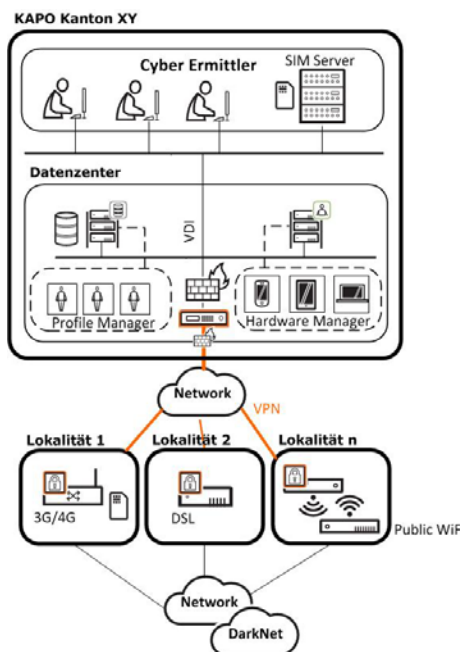 KAPO Kanton XY
Cyber Ermittler
SIM Server
Datenzenter
VDI
Profile Manager
Hardware Manager
Network
VPN
Lokalität 1
Lokalität 2
Lokalität n
3G/4G
DSL
Public WiF
Network
DarkNet